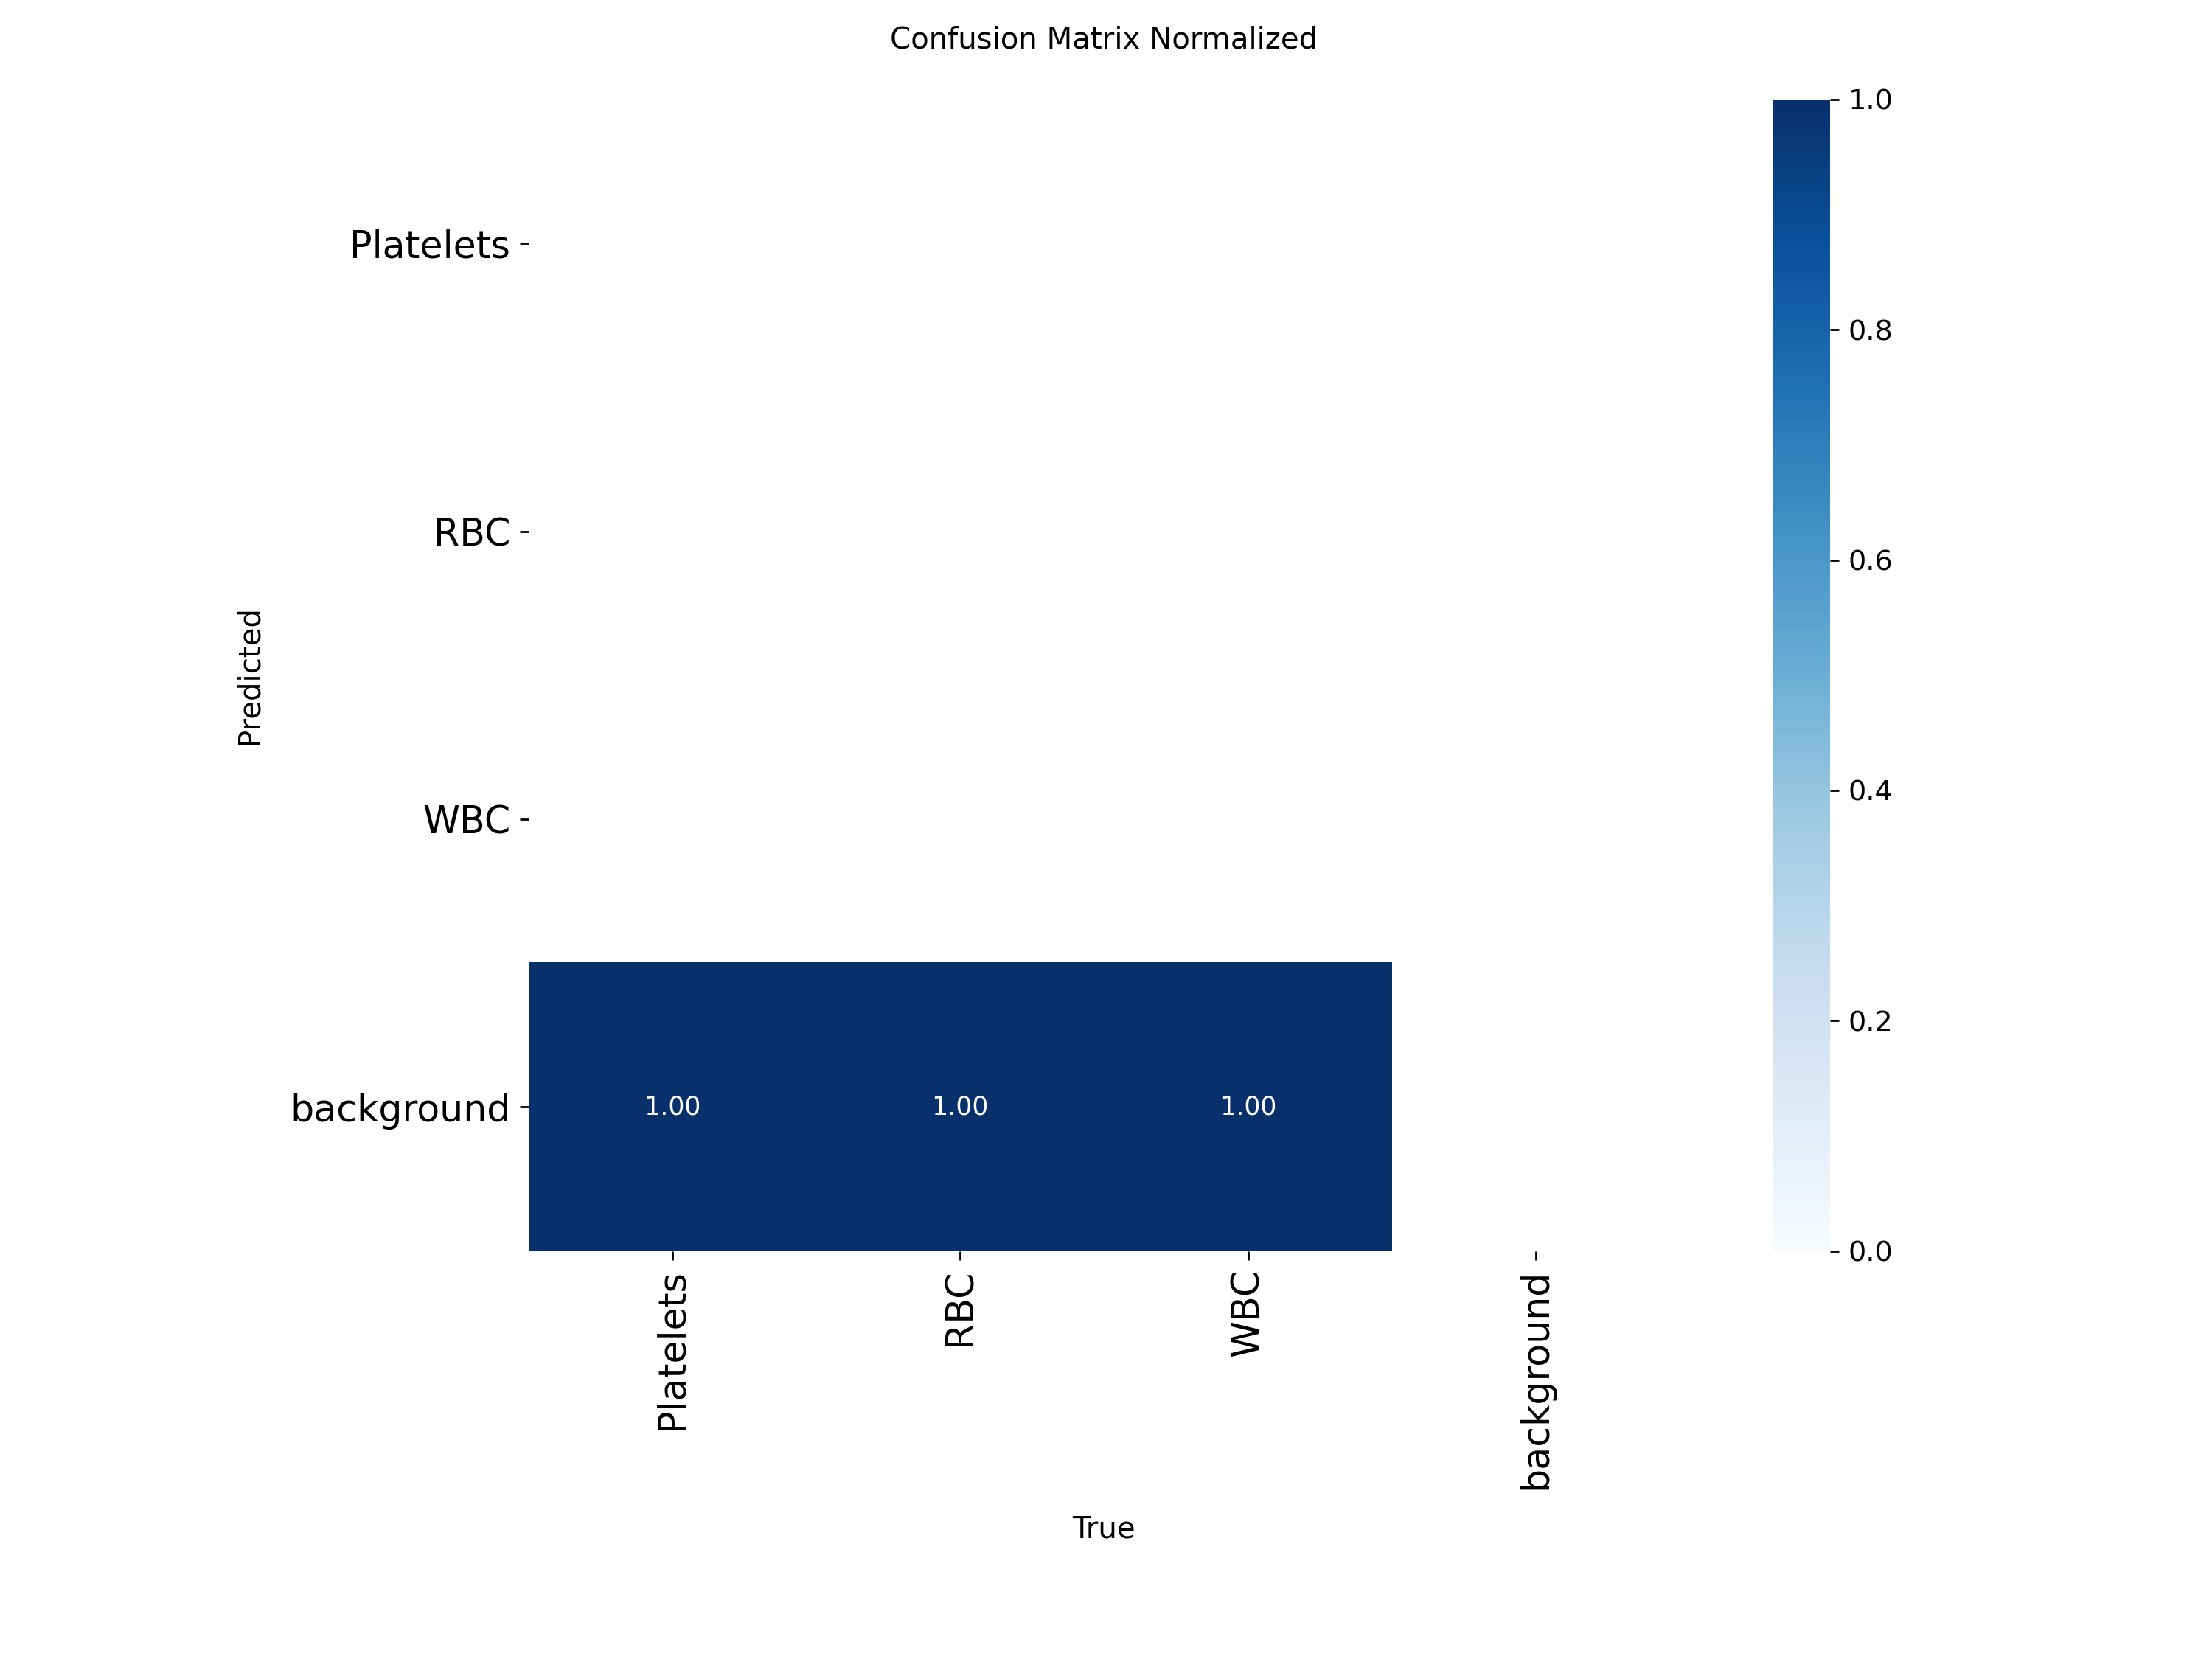 Confusion Matrix Normalized
1.0
Platelets
0.8
RBC
0.6
Predicted
0.4
WBC
0.2
background
1.00 1.00 1.00
0.0
Platelets RBC WBC background
True